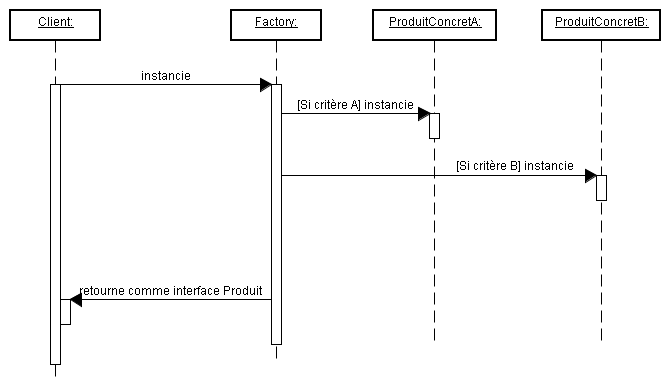 Client:
Factory:
ProduitConcretA:
ProduitConcretB:
instancie
[Si critère A] instancie
[Si critère B] instancie
retourne comme interface Produit